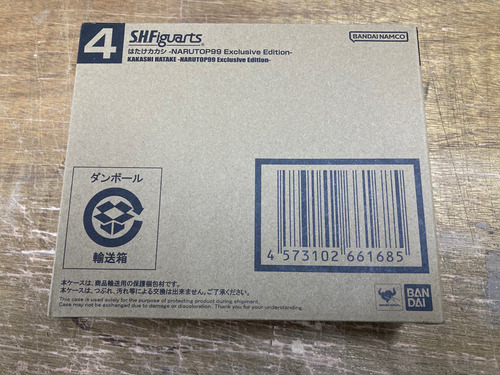 4
S.H.Figuarts
はたけカカシ -NARUTOP99 Exclusive Edition-
KAKASHI HATAKE -NARUTOP99 Exclusive Edition-
BANDAI NAMCO
ダンボール
輸送箱
4 573102 661685
本ケースは、商品輸送用の保護梱包材です。
本ケースは、つぶれ、汚れ等による交換は出来ません。ご了承ください。
This case is used solely for the purpose of protecting product during shipment.
Case may not be exchanged due to damage or discoloration. Thank you for your understanding.
BAN
DAI